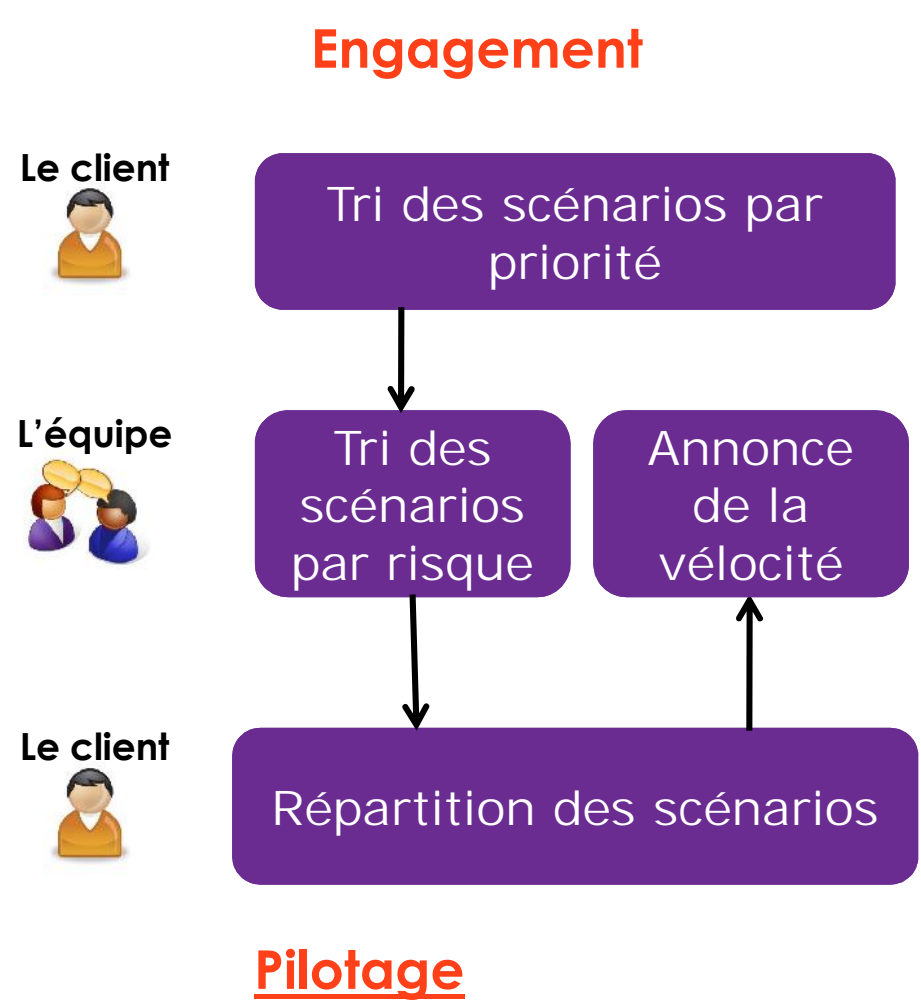 Engagement
Le client
Tri des scénarios par
priorité
L'équipe
Tri des
scénarios
par risque
Annonce
de la
vélocité
Le client
Répartition des scénarios
Pilotage